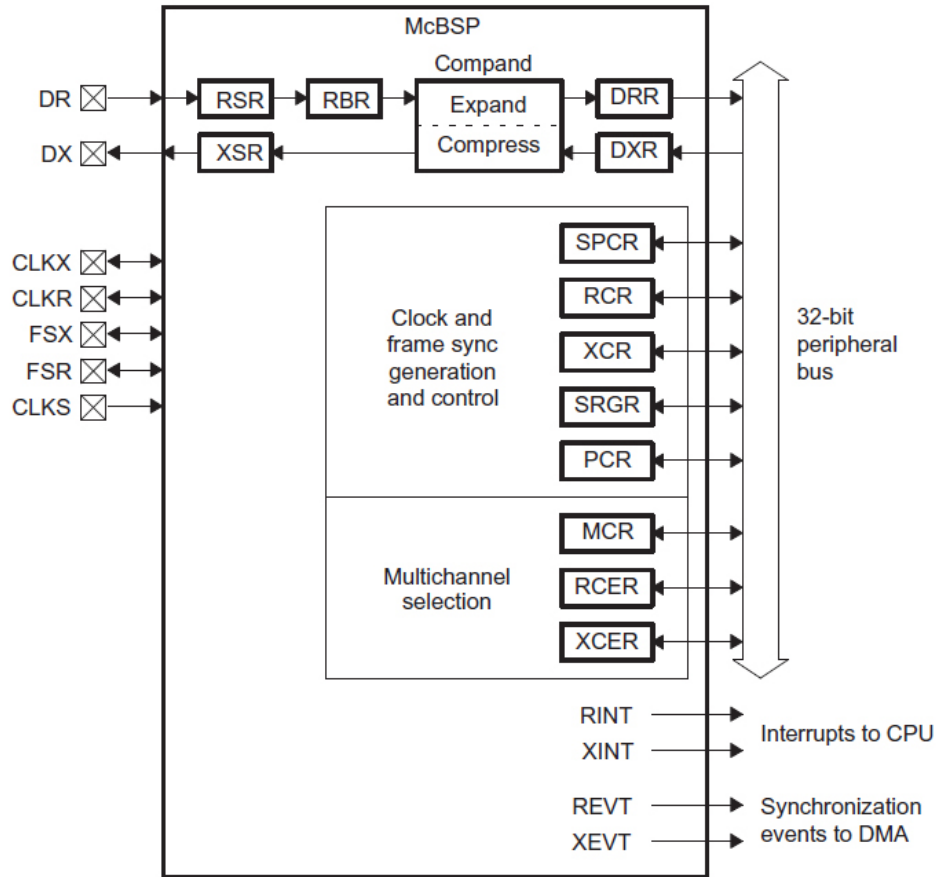 McBSP
Compand
DR
RSR
RBR
Expand
DRR
DX
XSR
Compress
DXR
CLKX
CLKR
FSX
FSR
CLKS
Clock and
frame sync
generation
and control
SPCR
RCR
XCR
SRGR
PCR
32-bit
peripheral
bus
Multichannel
selection
MCR
RCER
XCER
RINT
XINT
Interrupts to CPU
REVT
XEVT
Synchronization
events to DMA